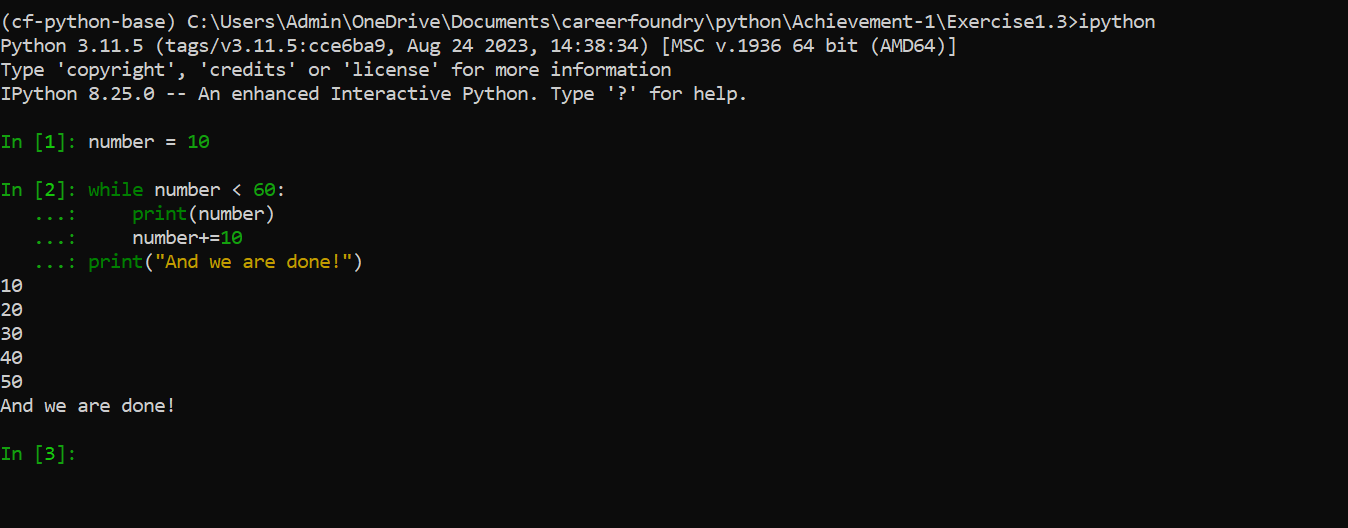 (cf-python-base) C:\Users\Admin\OneDrive\Documents\careerfoundry\python\Achievement-1\Exercise1.3>ipython
Python 3.11.5 (tags/v3.11.5:cce6ba9, Aug 24 2023, 14:38:34) [MSC v.1936 64 bit (AMD64)]
Type 'copyright', 'credits' or 'license' for more information
IPython 8.25.0 -- An enhanced Interactive Python. Type '?' for help.

In [1]: number = 10

In [2]: while number < 60:
   ...:     print(number)
   ...:     number+=10
   ...: print("And we are done!")
10
20
30
40
50
And we are done!

In [3]: